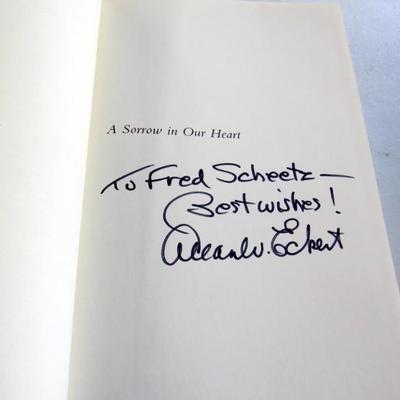 A Sorrow in Our Heart
To Fred Scheetz —
Best wishes!
Allan W. Eckert